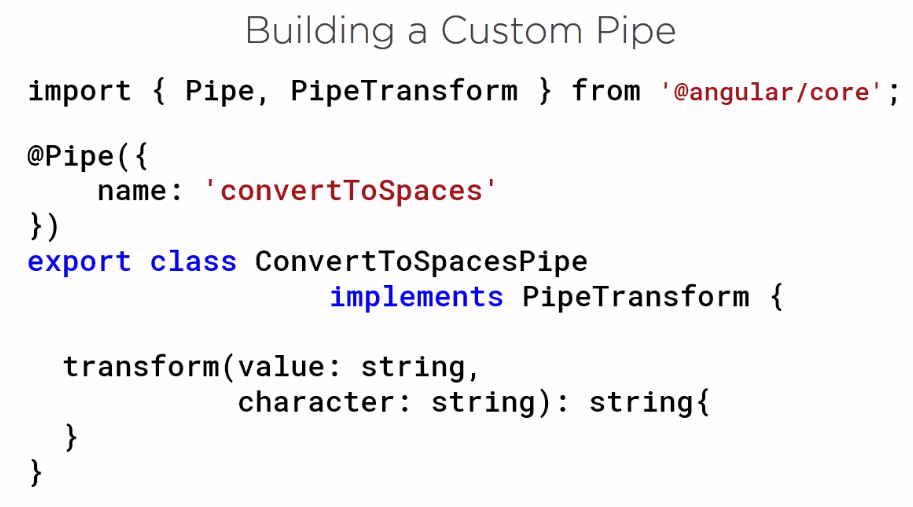 Building a Custom Pipe
import { Pipe, PipeTransform } from '@angular/core';
@Pipe({
    name: 'convertToSpaces'
})
export class ConvertToSpacesPipe
                 implements PipeTransform {
  transform(value: string,
            character: string): string{
  }
}